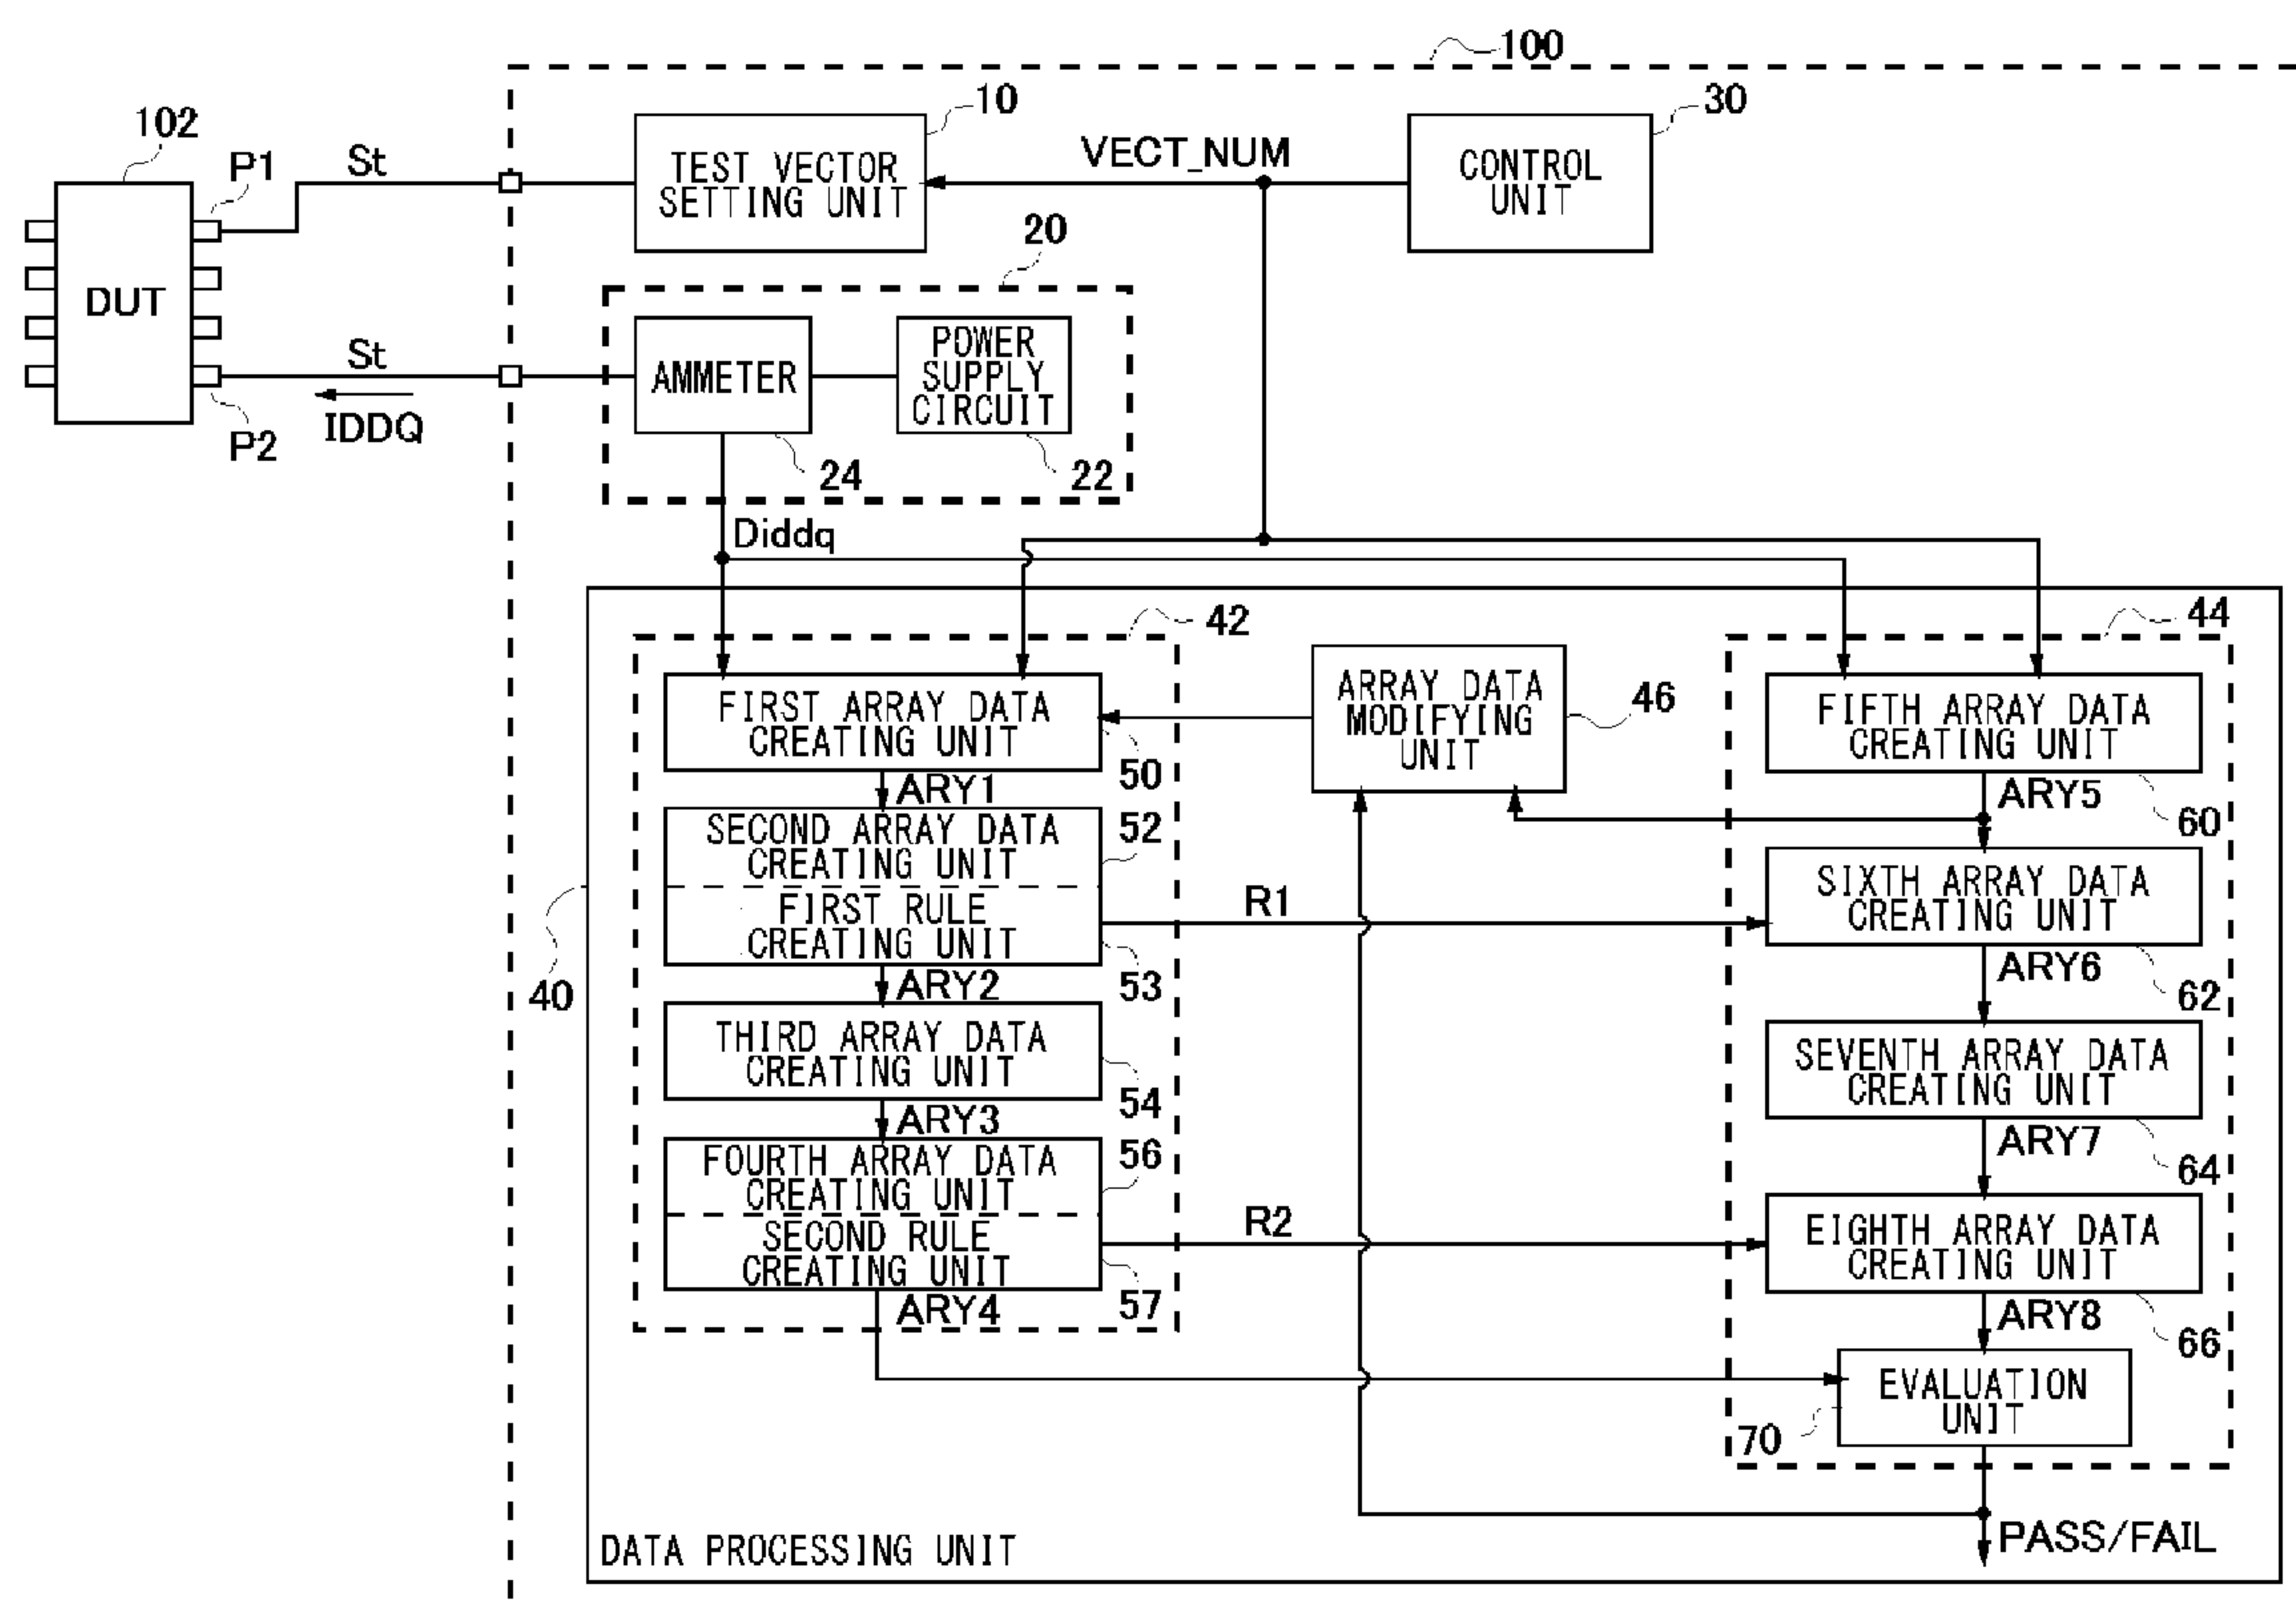 100
102
P1
St
10
TEST VECTOR
SETTING UNIT
VECT_NUM
30
CONTROL
UNIT
DUT
St
IDDQ
P2
20
AMMETER
24
POWER
SUPPLY
CIRCUIT
22
Diddq
42
44
FIRST ARRAY DATA
CREATING UNIT
50
ARRAY DATA
MODIFYING
UNIT
46
FIFTH ARRAY DATA
CREATING UNIT
60
ARY1
ARY5
SECOND ARRAY DATA
CREATING UNIT
52
FIRST RULE
CREATING UNIT
53
R1
SIXTH ARRAY DATA
CREATING UNIT
62
40
ARY2
ARY6
THIRD ARRAY DATA
CREATING UNIT
54
SEVENTH ARRAY DATA
CREATING UNIT
64
ARY3
ARY7
FOURTH ARRAY DATA
CREATING UNIT
56
SECOND RULE
CREATING UNIT
57
R2
EIGHTH ARRAY DATA
CREATING UNIT
66
ARY4
ARY8
EVALUATION
UNIT
70
DATA PROCESSING UNIT
PASS/FAIL